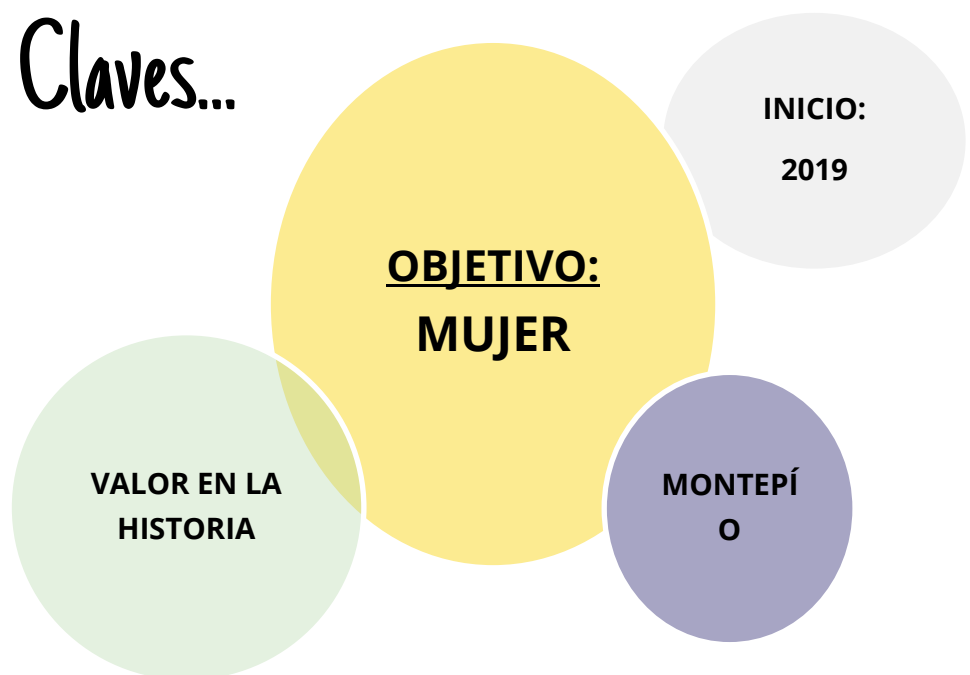 Claves...
INICIO:
2019
OBJETIVO:
MUJER
VALOR EN LA
HISTORIA
MONTEPÍ
O